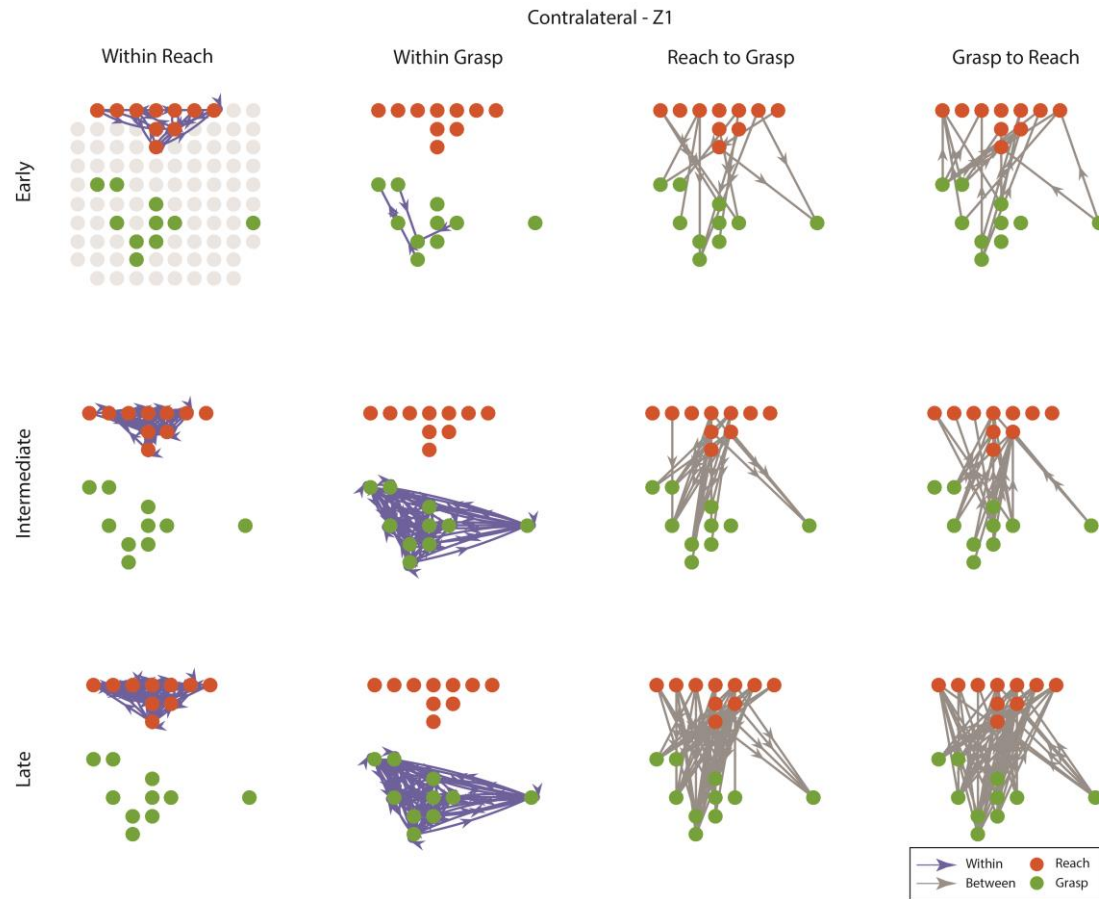 Contralateral - Z1
Within Reach
Within Grasp
Reach to Grasp
Grasp to Reach
Early
Intermediate
Late
Within
Reach
Between
Grasp